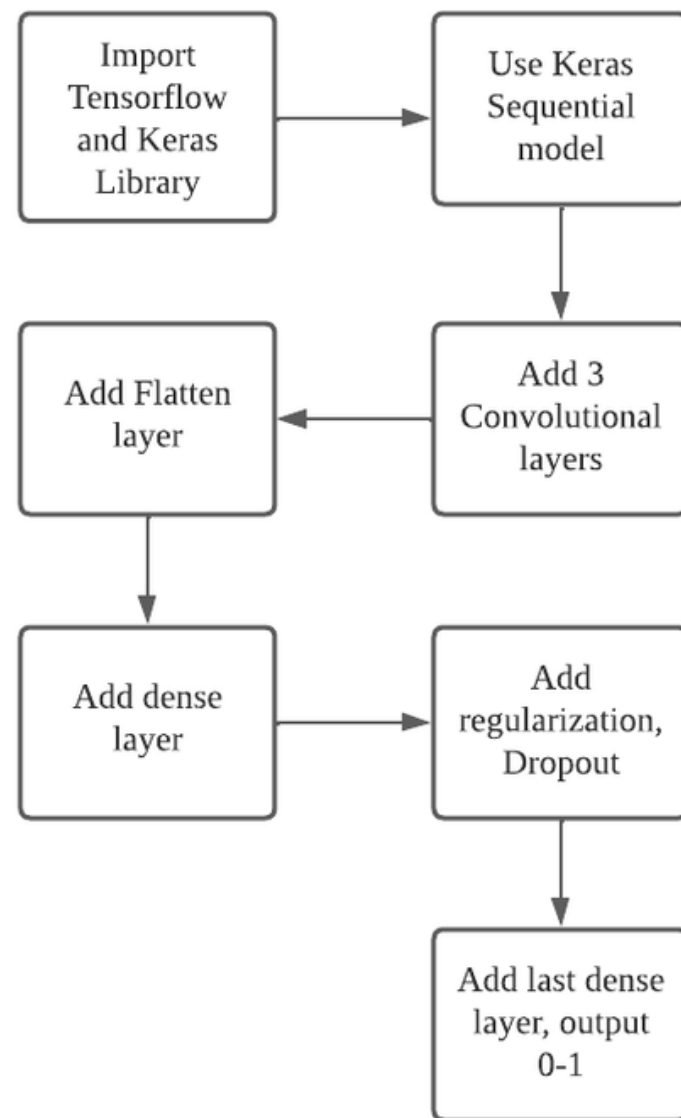 Import
Tensorflow
and Keras
Library
Use Keras
Sequential
model
Add 3
Convolutional
layers
Add Flatten
layer
Add dense
layer
Add
regularization,
Dropout
Add last dense
layer, output
0-1